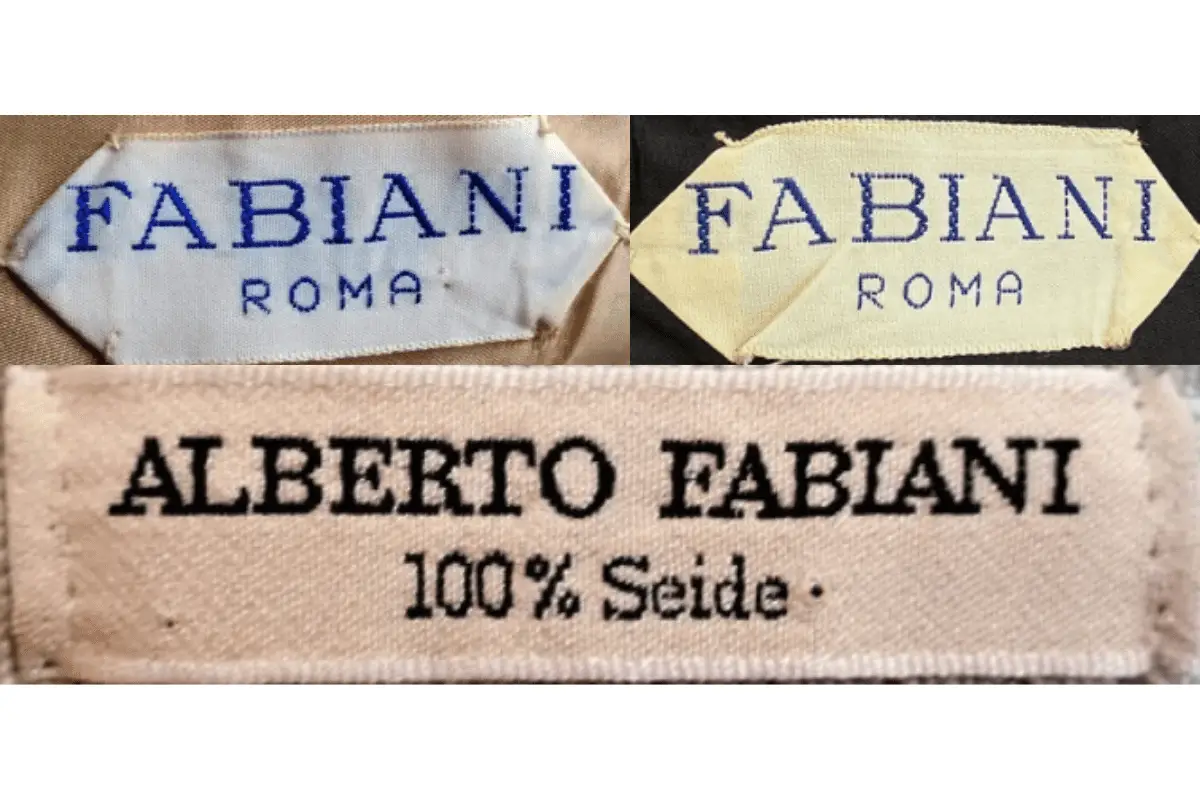 FABIANI
ROMA
FABIANI
ROMA
ALBERTO FABIANI
100% Seide ·